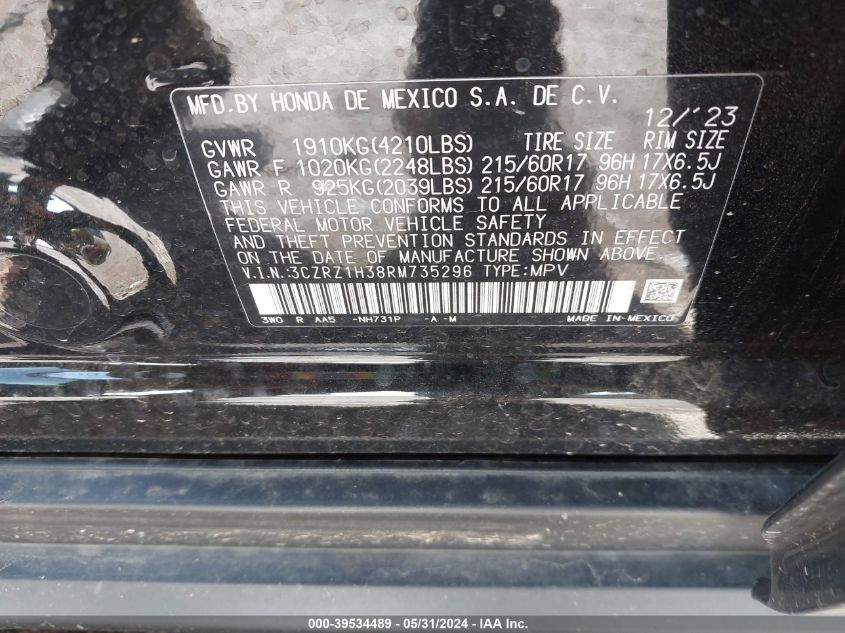 MFD.BY HONDA DE MEXICO S.A. DE C.V. 12/'23
GVWR 1910KG(4210LBS) TIRE SIZE RIM SIZE
GAWR F 1020KG(2248LBS) 215/60R17 96H 17X6.5J
GAWR R 925KG(2039LBS) 215/60R17 96H 17X6.5J
THIS VEHICLE CONFORMS TO ALL APPLICABLE
FEDERAL MOTOR VEHICLE SAFETY
AND THEFT PREVENTION STANDARDS IN EFFECT
ON THE DATE OF MANUFACTURE SHOWN ABOVE.
V.I.N.:3CZRZ1H38RM735296 TYPE:MPV
3W0 R AA5 -NH731P -A-M MADE IN MEXICO
000-39534489 - 05/31/2024 - IAA Inc.